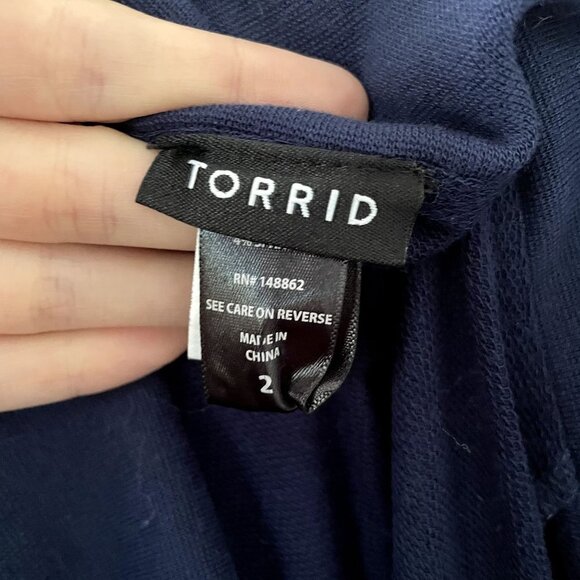 TORRID
RN# 148862
SEE CARE ON REVERSE
MADE IN
CHINA
2